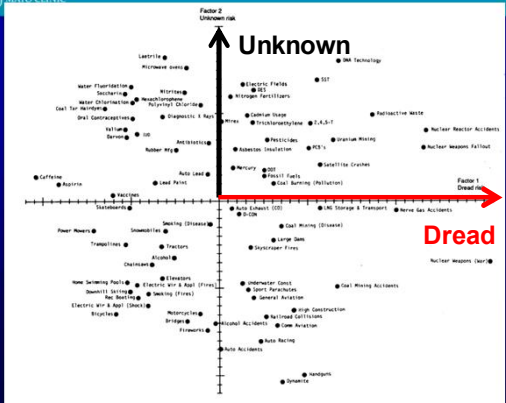 Factor 2
Unknown risk
Unknown
Laetrile
Microwave ovens
DNA Technology
Water Fluoridation
Saccharin
Nitrites
Electric Fields
SST
DES
Water Chlorination
Hexachlorophene
Nitrogen Fertilizers
Coal Tar Hairdyes
Polyvinyl Chloride
Oral Contraceptives
Diagnostic X Rays
Mirex
Cadmium Usage
Trichloroethylene
2,4,5-T
Radioactive Waste
Valium
IUD
Darvon
Nuclear Reactor Accidents
Antibiotics
Pesticides
Uranium Mining
Rubber Mfg
Asbestos Insulation
PCB's
Nuclear Weapons Fallout
Auto Lead
Mercury
DDT
Satellite Crashes
Caffeine
Fossil Fuels
Aspirin
Lead Paint
Coal Burning (Pollution)
Factor 1
Dread risk
Vaccines
Skateboards
Auto Exhaust (CO)
LNG Storage & Transport
Nerve Gas Accidents
D-CON
Dread
Smoking (Disease)
Coal Mining (Disease)
Power Mowers
Snowmobiles
Large Dams
Trampolines
Tractors
Skyscraper Fires
Alcohol
Nuclear Weapons (War)
Chainsaws
Elevators
Home Swimming Pools
Electric Wir & Appl (Fires)
Underwater Const
Coal Mining Accidents
Downhill Skiing
Smoking (Fires)
Sport Parachutes
Rec Boating
General Aviation
Electric Wir & Appl (Shock)
Bicycles
Motorcycles
High Construction
Bridges
Alcohol Accidents
Railroad Collisions
Fireworks
Comm Aviation
Auto Racing
Auto Accidents
Handguns
Dynamite